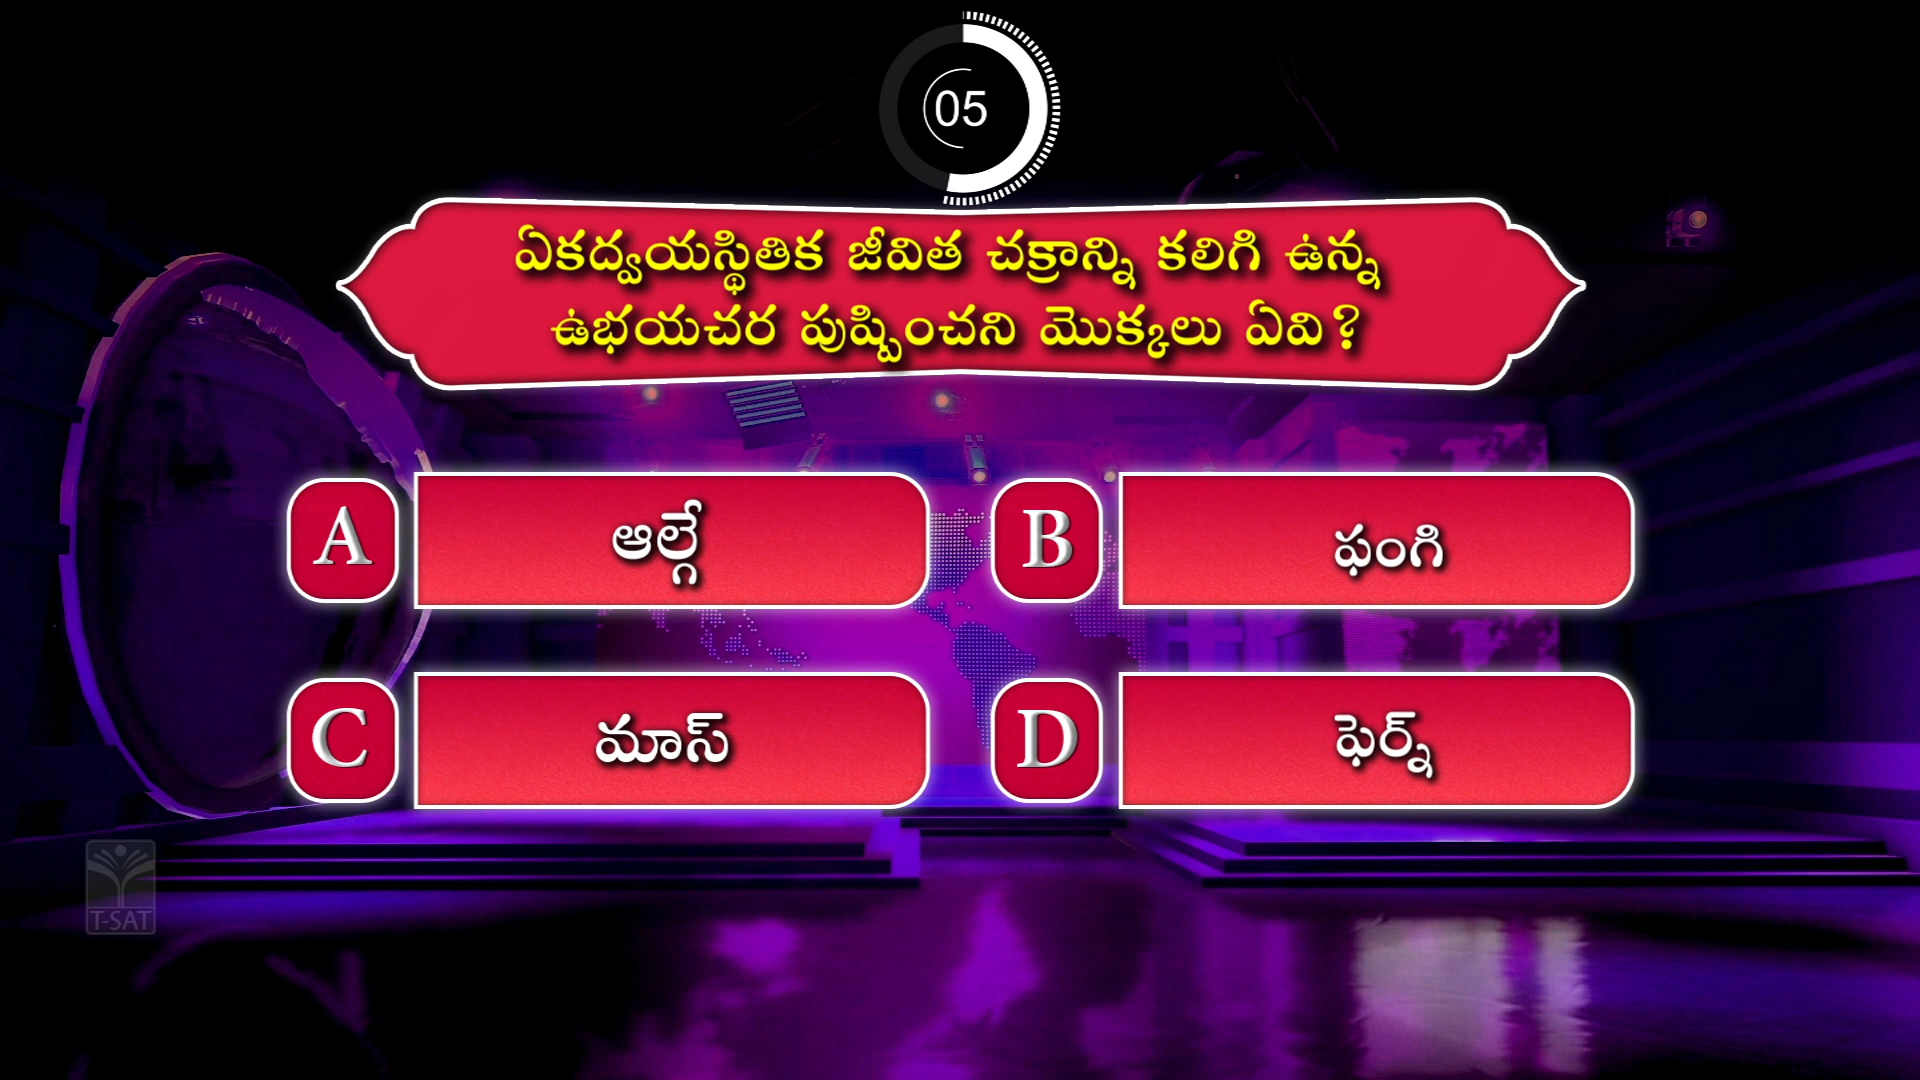 05
ఏకద్వయస్థితిక జీవిత చక్రాన్ని కలిగి ఉన్న
ఉభయచర పుష్పించని మొక్కలు ఏవి?
A ఆల్గే
B ఫంగి
C మాస్
D ఫెర్న్
T-SAT